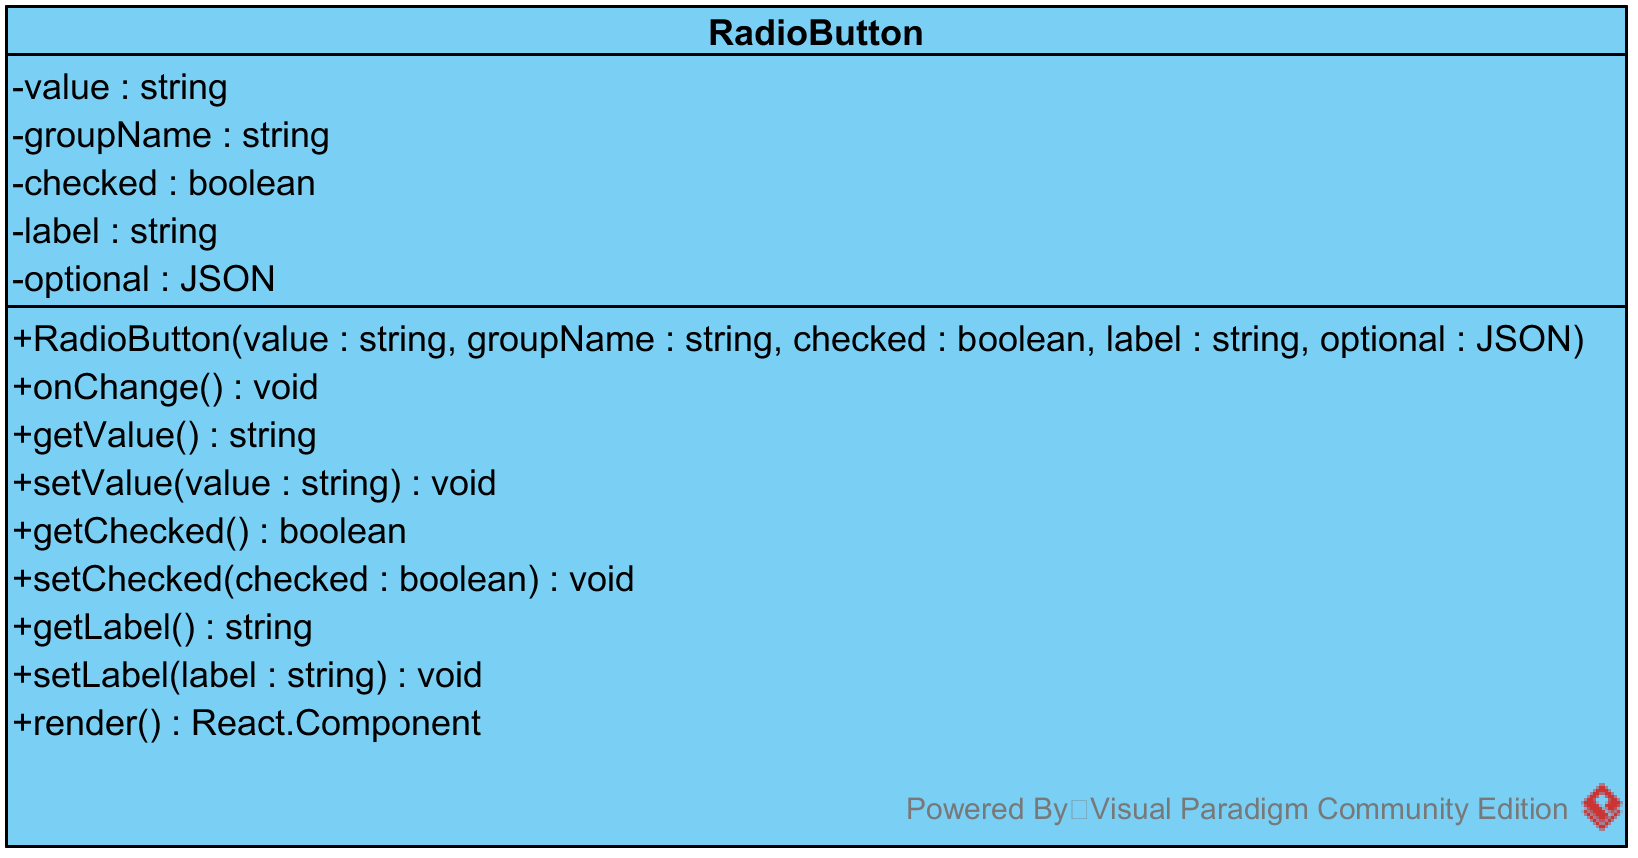 RadioButton
-value : string
-groupName : string
-checked : boolean
-label : string
-optional : JSON
+RadioButton(value : string, groupName : string, checked : boolean, label : string, optional : JSON)
+onChange() : void
+getValue() : string
+setValue(value : string) : void
+getChecked() : boolean
+setChecked(checked : boolean) : void
+getLabel() : string
+setLabel(label : string) : void
+render() : React.Component
Powered By Visual Paradigm Community Edition